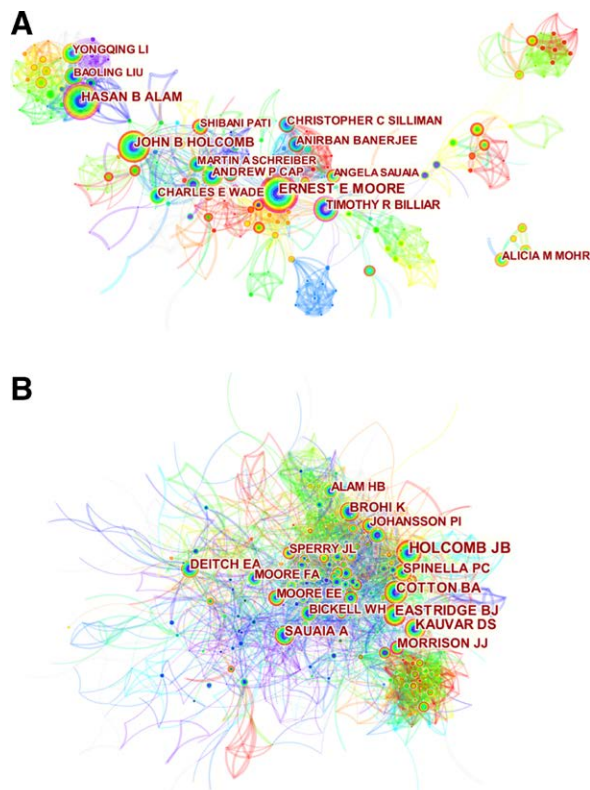 A
YONGQING LI
BAOLING LIU
HASAN B ALAM
SHIBANI PATI
CHRISTOPHER C SILLIMAN
JOHN B HOLCOMB
ANIRBAN BANERJEE
MARTIN A SCHREIBER
ANDREW P CAP
ANGELA SAUAIA
CHARLES E WADE
ERNEST E MOORE
TIMOTHY R BILLIAR
ALICIA M MOHR
B
ALAM HB
BROHI K
JOHANSSON PI
HOLCOMB JB
SPERRY JL
DEITCH EA
SPINELLA PC
MOORE FA
COTTON BA
MOORE EE
BICKELL WH
EASTRIDGE BJ
KAUVAR DS
SAUAIA A
MORRISON JJ